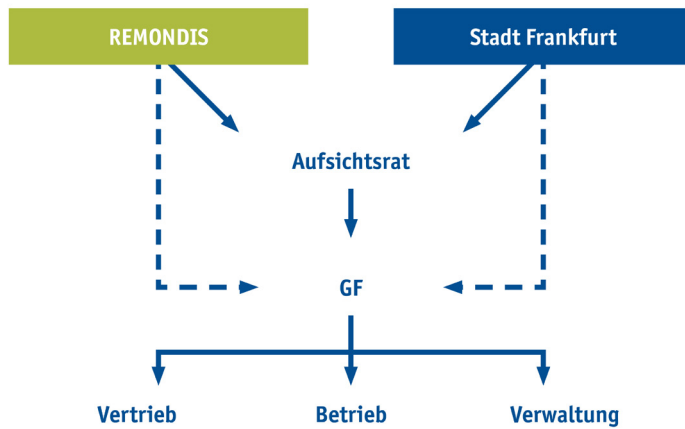 REMONDIS
Stadt Frankfurt
Aufsichtsrat
GF
Vertrieb
Betrieb
Verwaltung